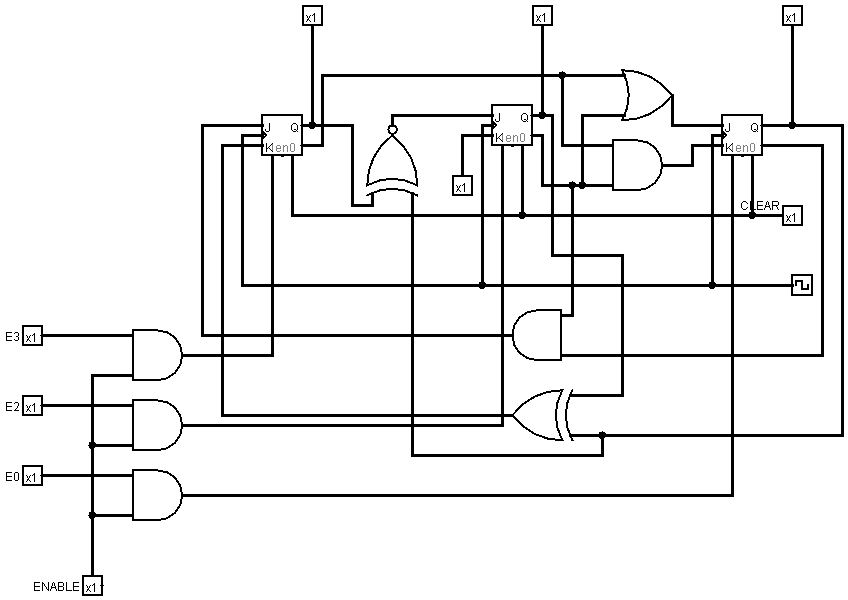 x1 x1 x1
J Q J Q J Q
K en0 K en0 K en0
x1
CLEAR x1
E3 x1
E2 x1
E0 x1
ENABLE x1